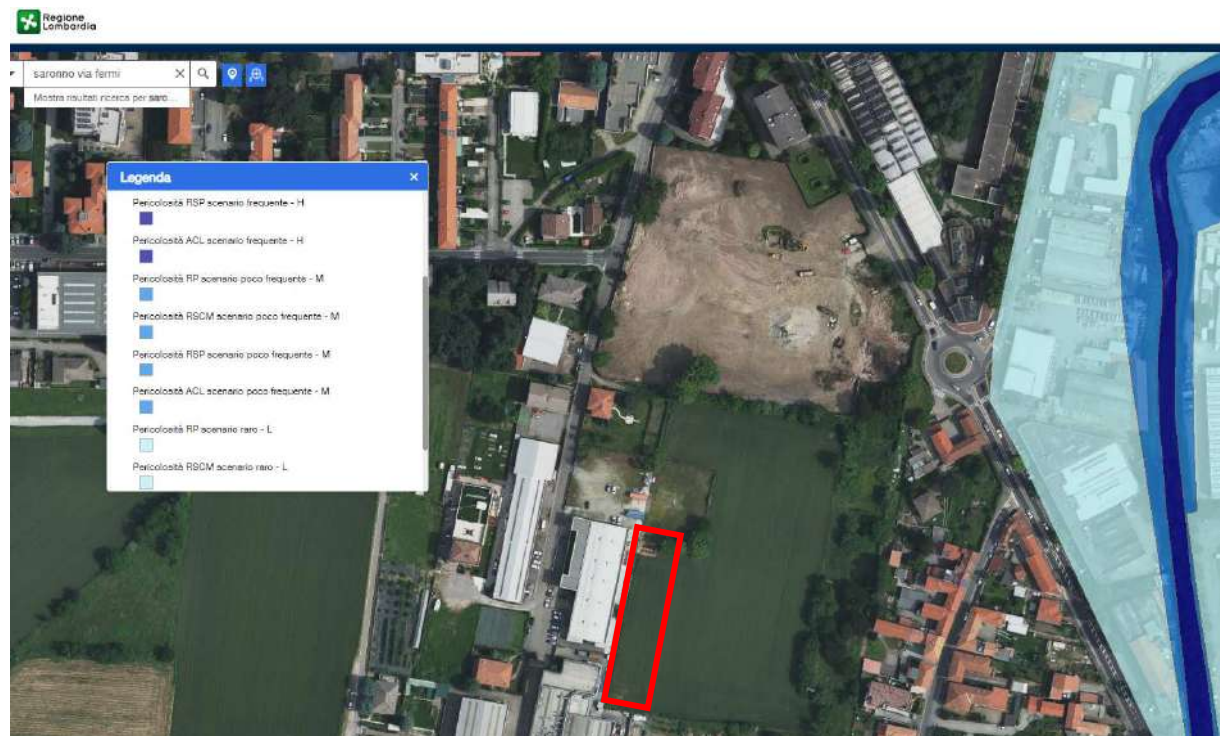 Regione
Lombardia
saronno via fermi
Mostra risultati ricerca per saro...
Legenda
Pericolosità RSP scenario frequente - H
Pericolosità ACL scenario frequente - H
Pericolosità RP scenario poco frequente - M
Pericolosità RSCM scenario poco frequente - M
Pericolosità RSP scenario poco frequente - M
Pericolosità ACL scenario poco frequente - M
Pericolosità RP scenario raro - L
Pericolosità RSCM scenario raro - L